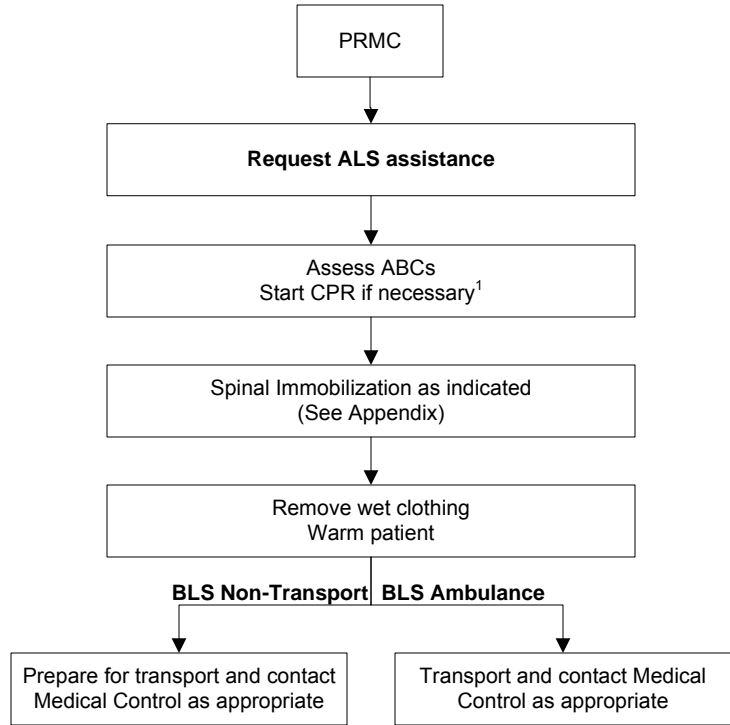 PRMC
Request ALS assistance
Assess ABCs
Start CPR if necessary¹
Spinal Immobilization as indicated
(See Appendix)
Remove wet clothing
Warm patient
BLS Non-Transport
BLS Ambulance
Prepare for transport and contact
Medical Control as appropriate
Transport and contact Medical
Control as appropriate